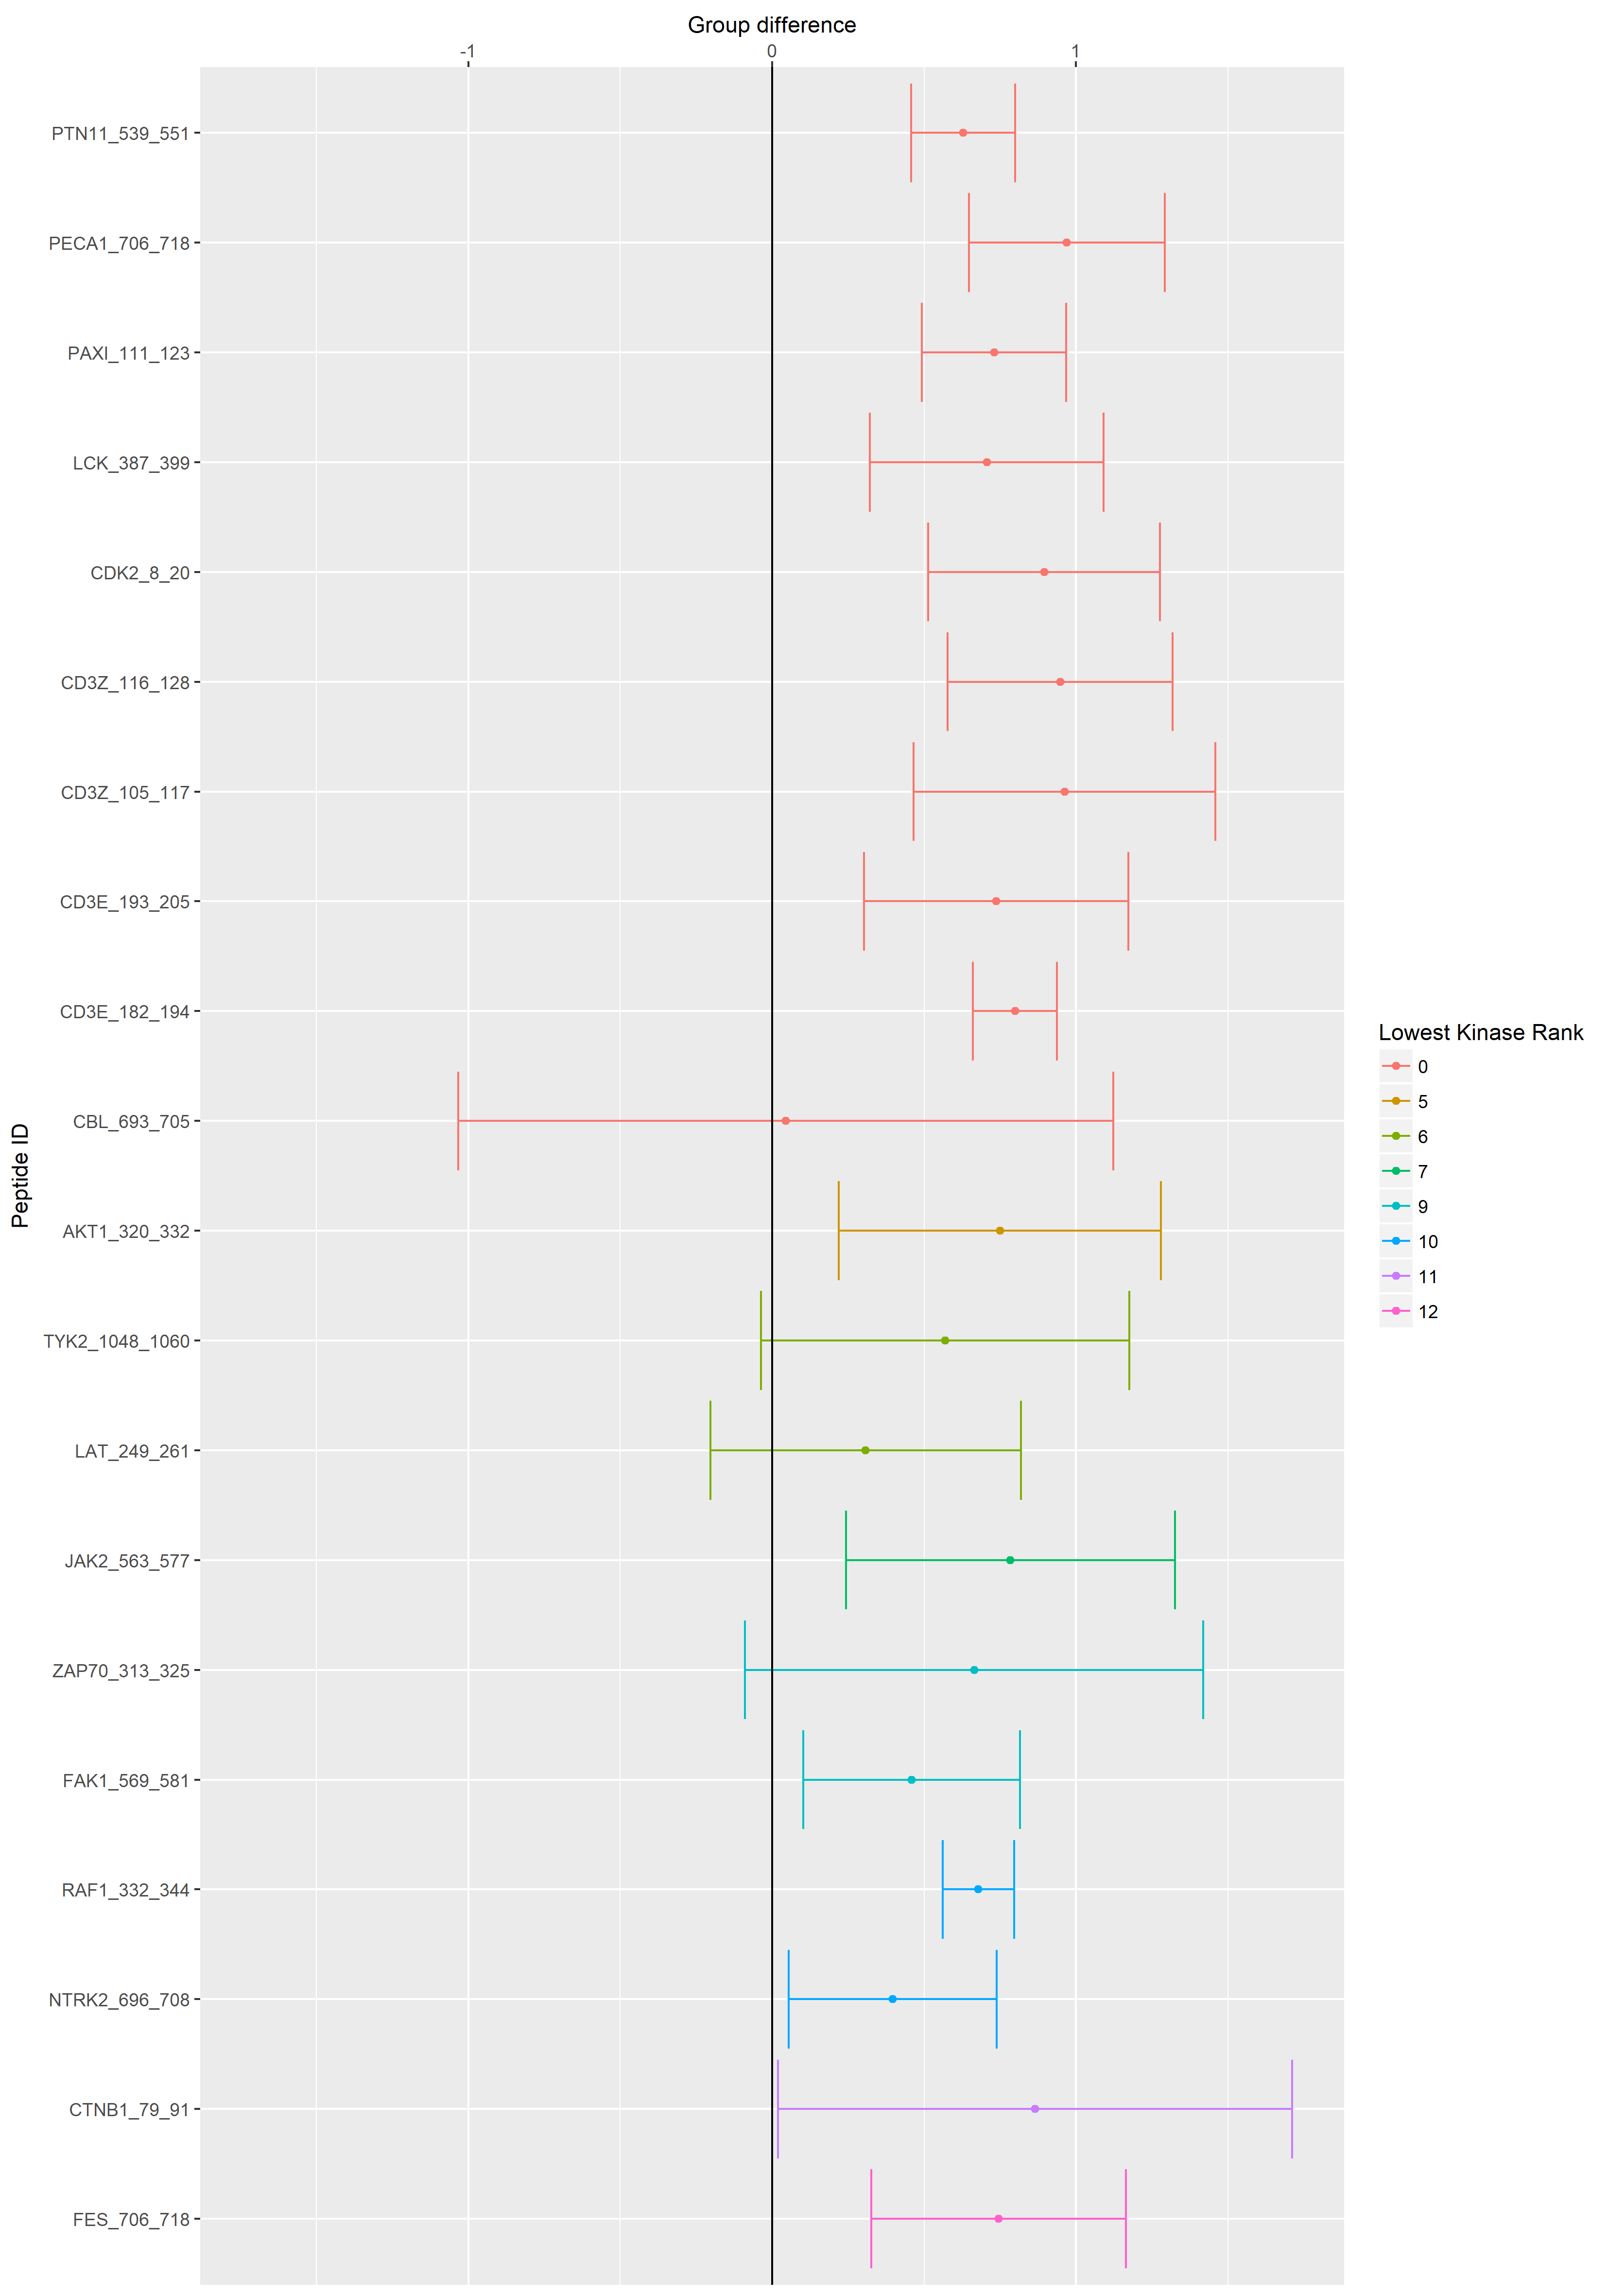 Group difference
-1 0 1
PTN11_539_551
PECA1_706_718
PAXI_111_123
LCK_387_399
CDK2_8_20
CD3Z_116_128
CD3Z_105_117
CD3E_193_205
CD3E_182_194
CBL_693_705
AKT1_320_332
TYK2_1048_1060
LAT_249_261
JAK2_563_577
ZAP70_313_325
FAK1_569_581
RAF1_332_344
NTRK2_696_708
CTNB1_79_91
FES_706_718
Peptide ID
Lowest Kinase Rank
0
5
6
7
9
10
11
12